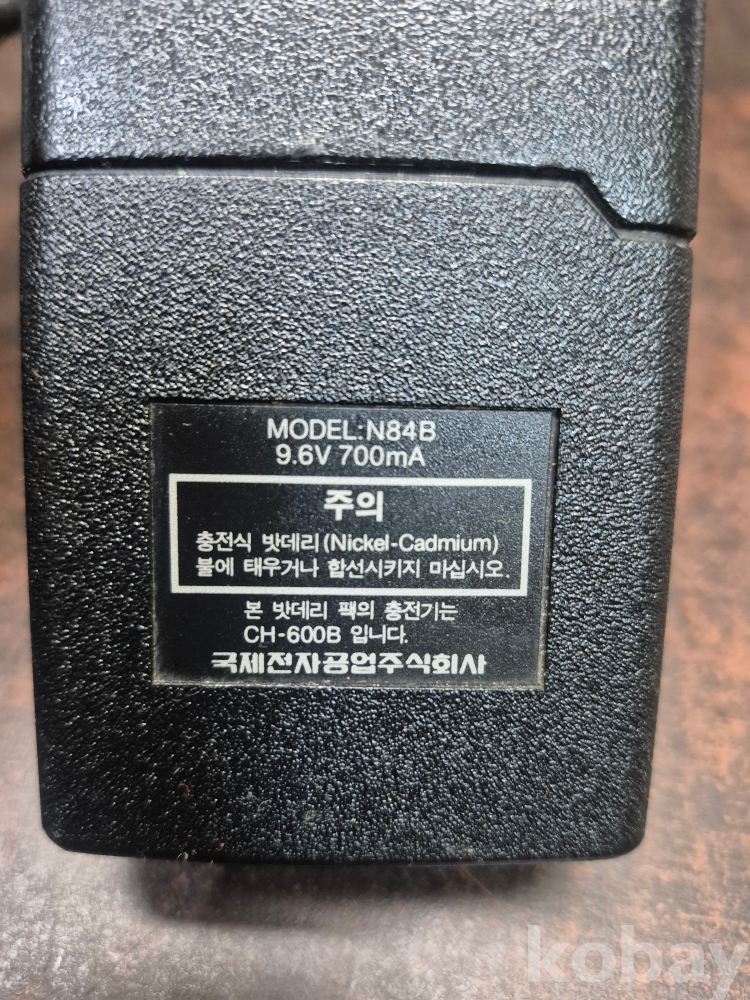 MODEL:N84B
9.6V 700mA
주의
충전식 밧데리(Nickel-Cadmium)
불에 태우거나 합선시키지 마십시오.
본 밧데리 팩의 충전기는
CH-600B 입니다.
국제전자공업주식회사
kobay